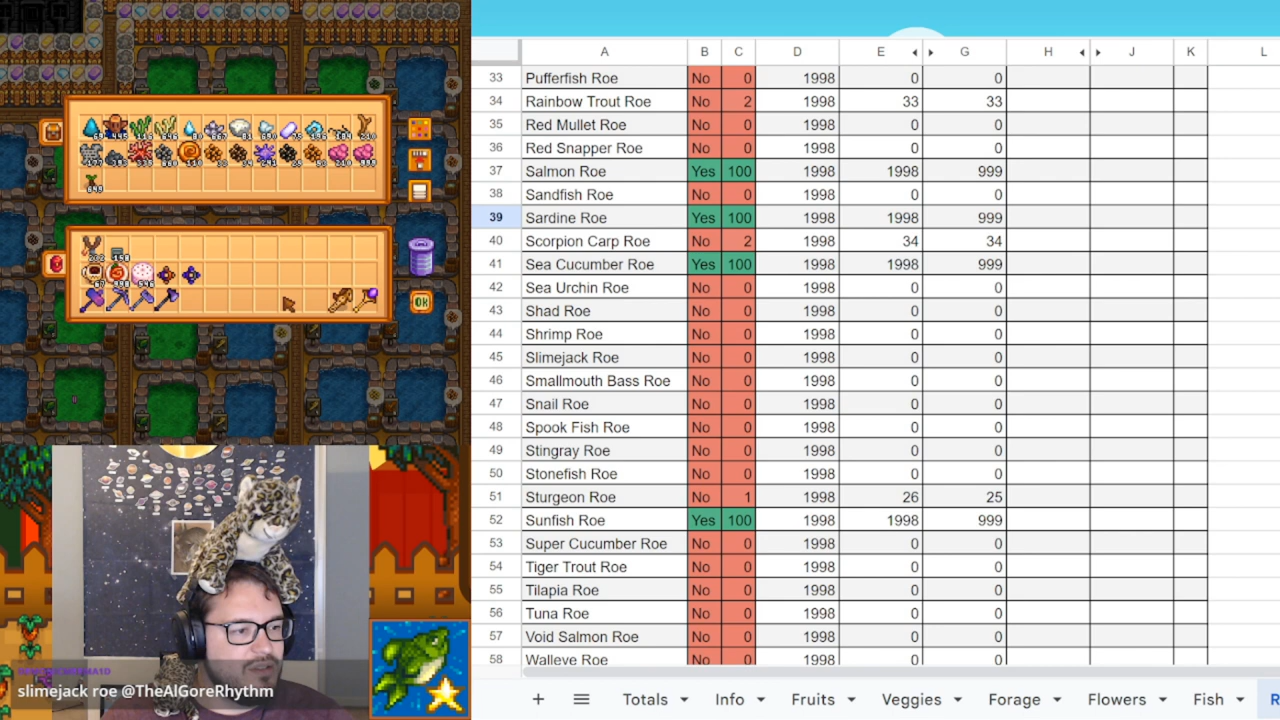 A B C D E G H J K L
33 Pufferfish Roe No 0 1998 0 0
34 Rainbow Trout Roe No 2 1998 33 33
35 Red Mullet Roe No 0 1998 0 0
36 Red Snapper Roe No 0 1998 0 0
37 Salmon Roe Yes 100 1998 1998 999
38 Sandfish Roe No 0 1998 0 0
39 Sardine Roe Yes 100 1998 1998 999
40 Scorpion Carp Roe No 2 1998 34 34
41 Sea Cucumber Roe Yes 100 1998 1998 999
42 Sea Urchin Roe No 0 1998 0 0
43 Shad Roe No 0 1998 0 0
44 Shrimp Roe No 0 1998 0 0
45 Slimejack Roe No 0 1998 0 0
46 Smallmouth Bass Roe No 0 1998 0 0
47 Snail Roe No 0 1998 0 0
48 Spook Fish Roe No 0 1998 0 0
49 Stingray Roe No 0 1998 0 0
50 Stonefish Roe No 0 1998 0 0
51 Sturgeon Roe No 1 1998 26 25
52 Sunfish Roe Yes 100 1998 1998 999
53 Super Cucumber Roe No 0 1998 0 0
54 Tiger Trout Roe No 0 1998 0 0
55 Tilapia Roe No 0 1998 0 0
56 Tuna Roe No 0 1998 0 0
57 Void Salmon Roe No 0 1998 0 0
58 Walleye Roe No 0 1998 0 0
+ Totals Info Fruits Veggies Forage Flowers Fish R
OK
slimejack roe @TheAlGoreRhythm